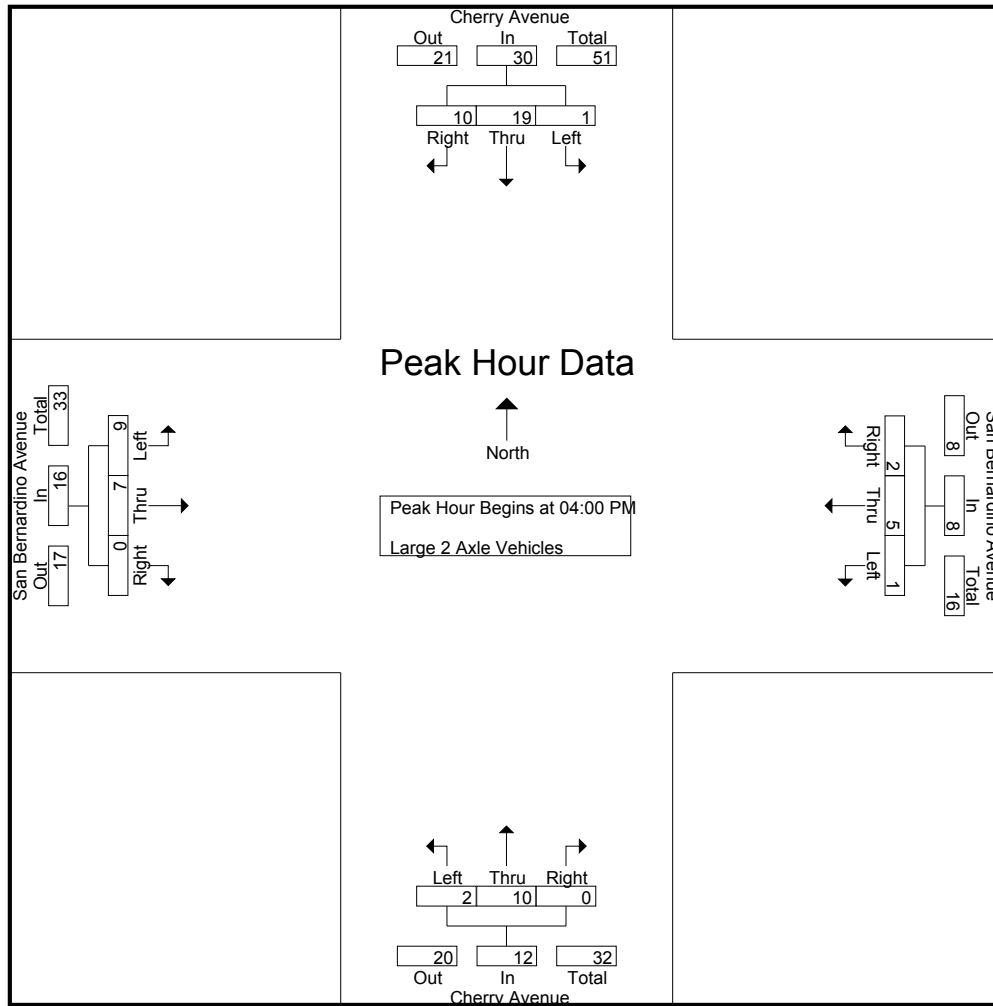 Cherry Avenue
Out In Total
21 30 51
10 19 1
Right Thru Left
Peak Hour Data
North
Peak Hour Begins at 04:00 PM
Large 2 Axle Vehicles
San Bernardino Avenue
Out In Total
17 16 33
Right Thru Left
0 7 9
San Bernardino Avenue
Out In Total
8 8 16
Right Thru Left
2 5 1
Left Thru Right
2 10 0
20 12 32
Out In Total
Cherry Avenue